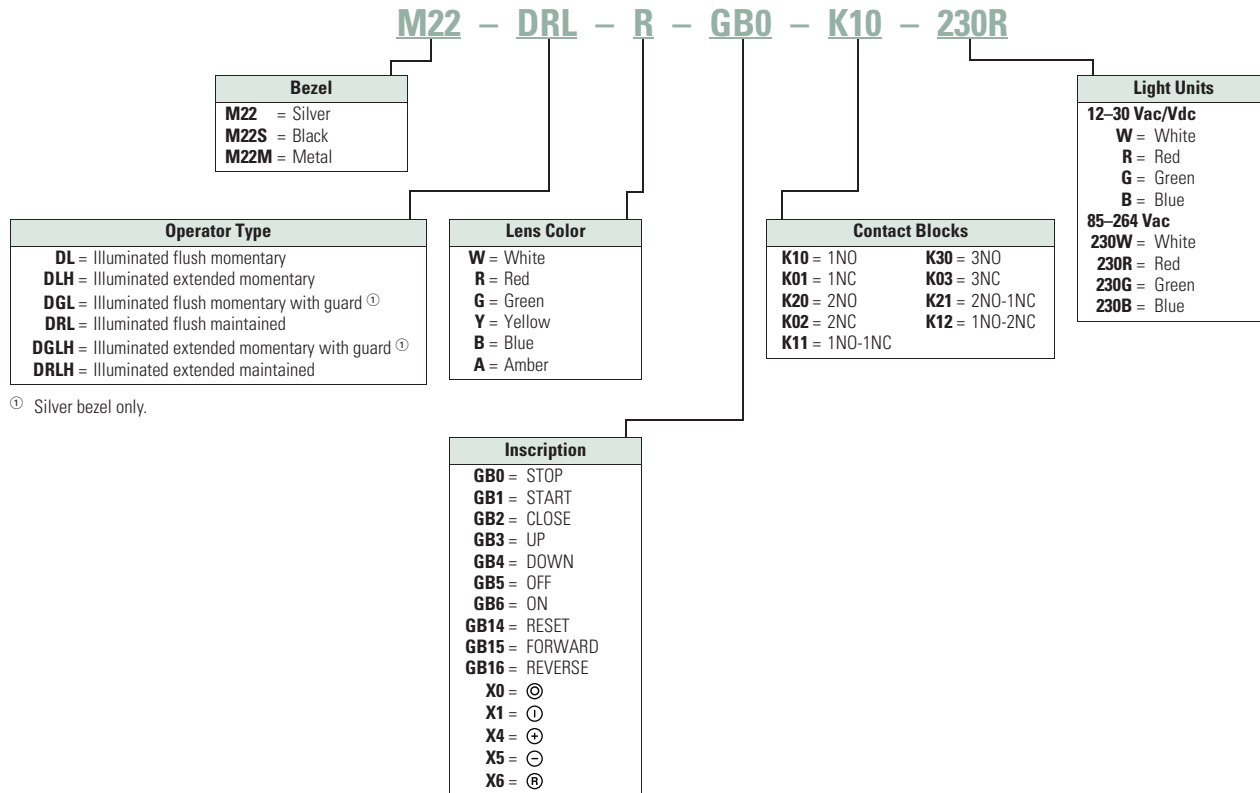 M22 – DRL – R – GB0 – K10 – 230R
Bezel
M22 = Silver
M22S = Black
M22M = Metal
Light Units
12–30 Vac/Vdc
W = White
R = Red
G = Green
B = Blue
85–264 Vac
230W = White
230R = Red
230G = Green
230B = Blue
Operator Type
DL = Illuminated flush momentary
DLH = Illuminated extended momentary
DGL = Illuminated flush momentary with guard ①
DRL = Illuminated flush maintained
DGLH = Illuminated extended momentary with guard ①
DRLH = Illuminated extended maintained
① Silver bezel only.
Lens Color
W = White
R = Red
G = Green
Y = Yellow
B = Blue
A = Amber
Contact Blocks
K10 = 1NO K30 = 3NO
K01 = 1NC K03 = 3NC
K20 = 2NO K21 = 2NO-1NC
K02 = 2NC K12 = 1NO-2NC
K11 = 1NO-1NC
Inscription
GB0 = STOP
GB1 = START
GB2 = CLOSE
GB3 = UP
GB4 = DOWN
GB5 = OFF
GB6 = ON
GB14 = RESET
GB15 = FORWARD
GB16 = REVERSE
X0 = ◎
X1 = Ⓘ
X4 = ⊕
X5 = ⊖
X6 = Ⓡ